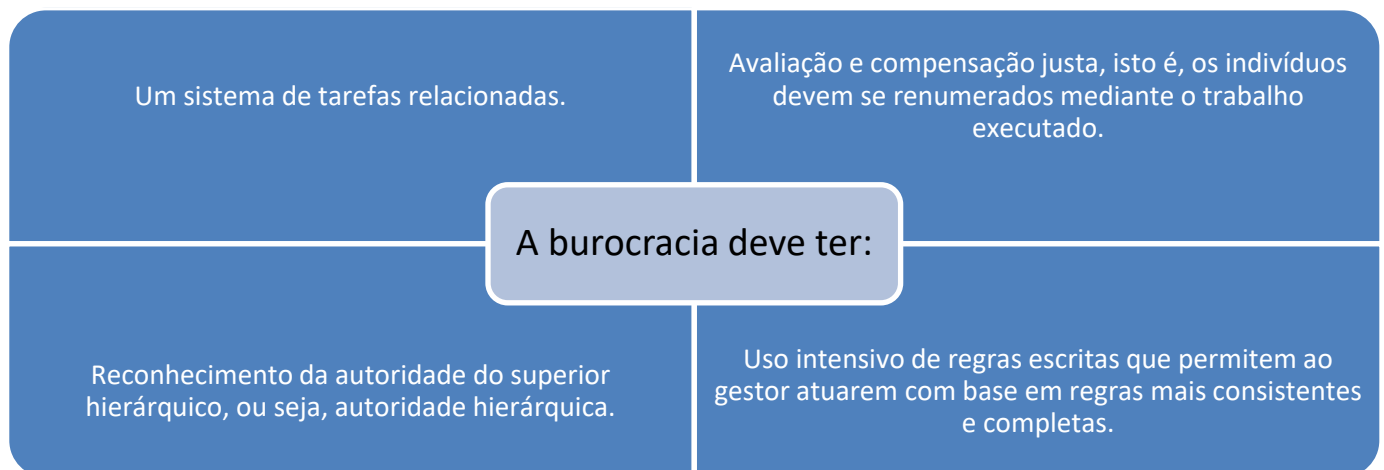 Um sistema de tarefas relacionadas.
Avaliação e compensação justa, isto é, os indivíduos
devem se renumerados mediante o trabalho
executado.
A burocracia deve ter:
Reconhecimento da autoridade do superior
hierárquico, ou seja, autoridade hierárquica.
Uso intensivo de regras escritas que permitem ao
gestor atuarem com base em regras mais consistentes
e completas.